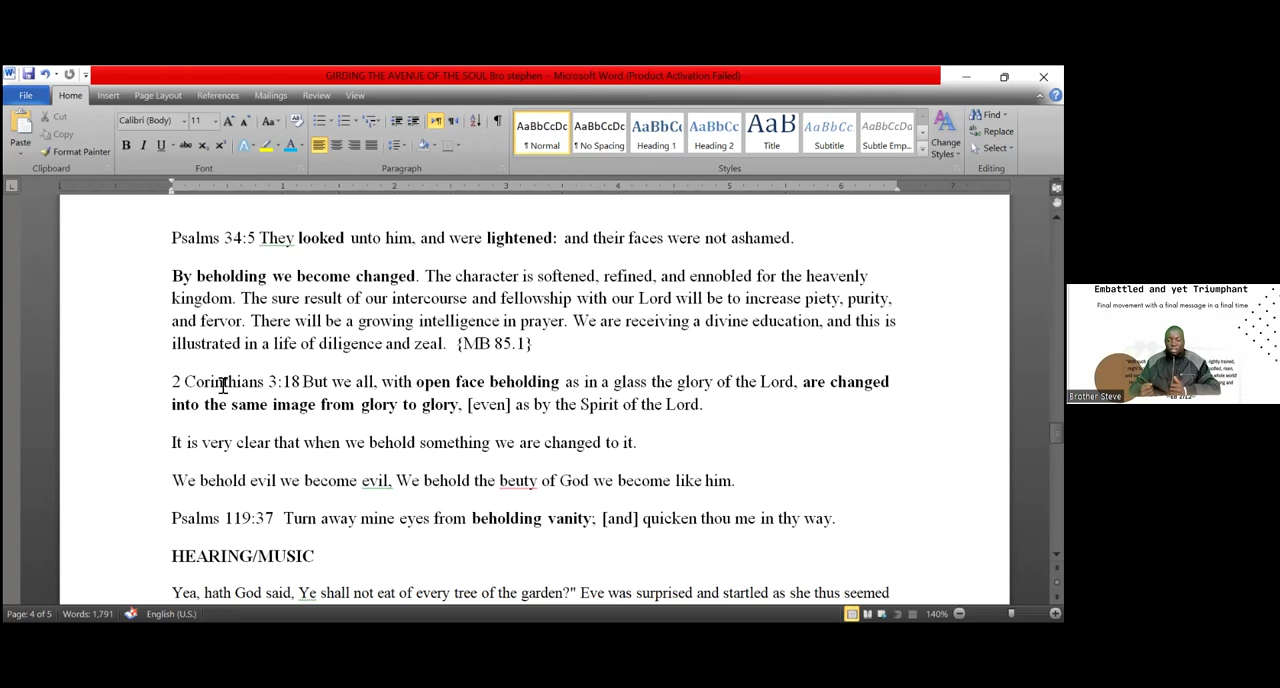 GIRDING THE AVENUE OF THE SOUL Bro stephen - Microsoft Word (Product Activation Failed)
File Home Insert Page Layout References Mailings Review View
Cut
Copy
Paste
Format Painter
Clipboard
Calibri (Body) 11
Font
Paragraph
AaBbCcDc AaBbCcDc AaBbCc AaBbCc AaB AaBbCc. AaBbCcDa
¶ Normal ¶ No Spacing Heading 1 Heading 2 Title Subtitle Subtle Emp...
Change Styles
Styles
Find
Replace
Select
Editing
1 1 2 3 4 5 6 7
Psalms 34:5 They looked unto him, and were lightened: and their faces were not ashamed.
By beholding we become changed. The character is softened, refined, and ennobled for the heavenly
kingdom. The sure result of our intercourse and fellowship with our Lord will be to increase piety, purity,
and fervor. There will be a growing intelligence in prayer. We are receiving a divine education, and this is
illustrated in a life of diligence and zeal. {MB 85.1}
2 Corinthians 3:18 But we all, with open face beholding as in a glass the glory of the Lord, are changed
into the same image from glory to glory, [even] as by the Spirit of the Lord.
It is very clear that when we behold something we are changed to it.
We behold evil we become evil, We behold the beuty of God we become like him.
Psalms 119:37 Turn away mine eyes from beholding vanity; [and] quicken thou me in thy way.
HEARING/MUSIC
Yea, hath God said, Ye shall not eat of every tree of the garden?" Eve was surprised and startled as she thus seemed
Page: 4 of 5 Words: 1,791 English (U.S.) 140%
Embattled and yet Triumphant
Final movement with a final message in a final time
rightly trained,
risen, and
Brother Steve